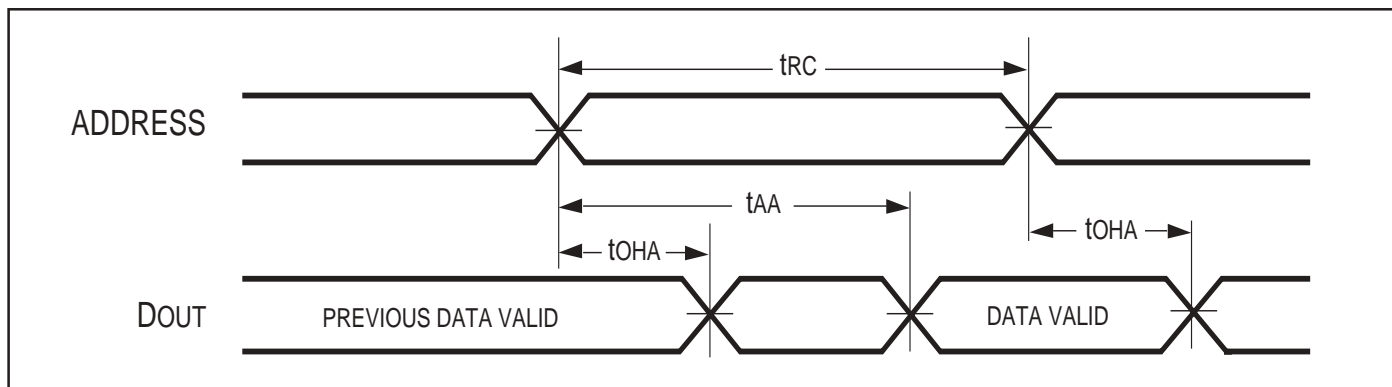 tRC
ADDRESS
tAA
tOHA
tOHA
DOUT
PREVIOUS DATA VALID
DATA VALID